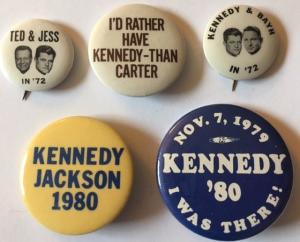 TED & JESS
IN '72
I'D RATHER
HAVE
KENNEDY-THAN
CARTER
KENNEDY & BAYH
IN '72
KENNEDY
JACKSON
1980
NOV. 7, 1979
KENNEDY
'80
I WAS THERE!